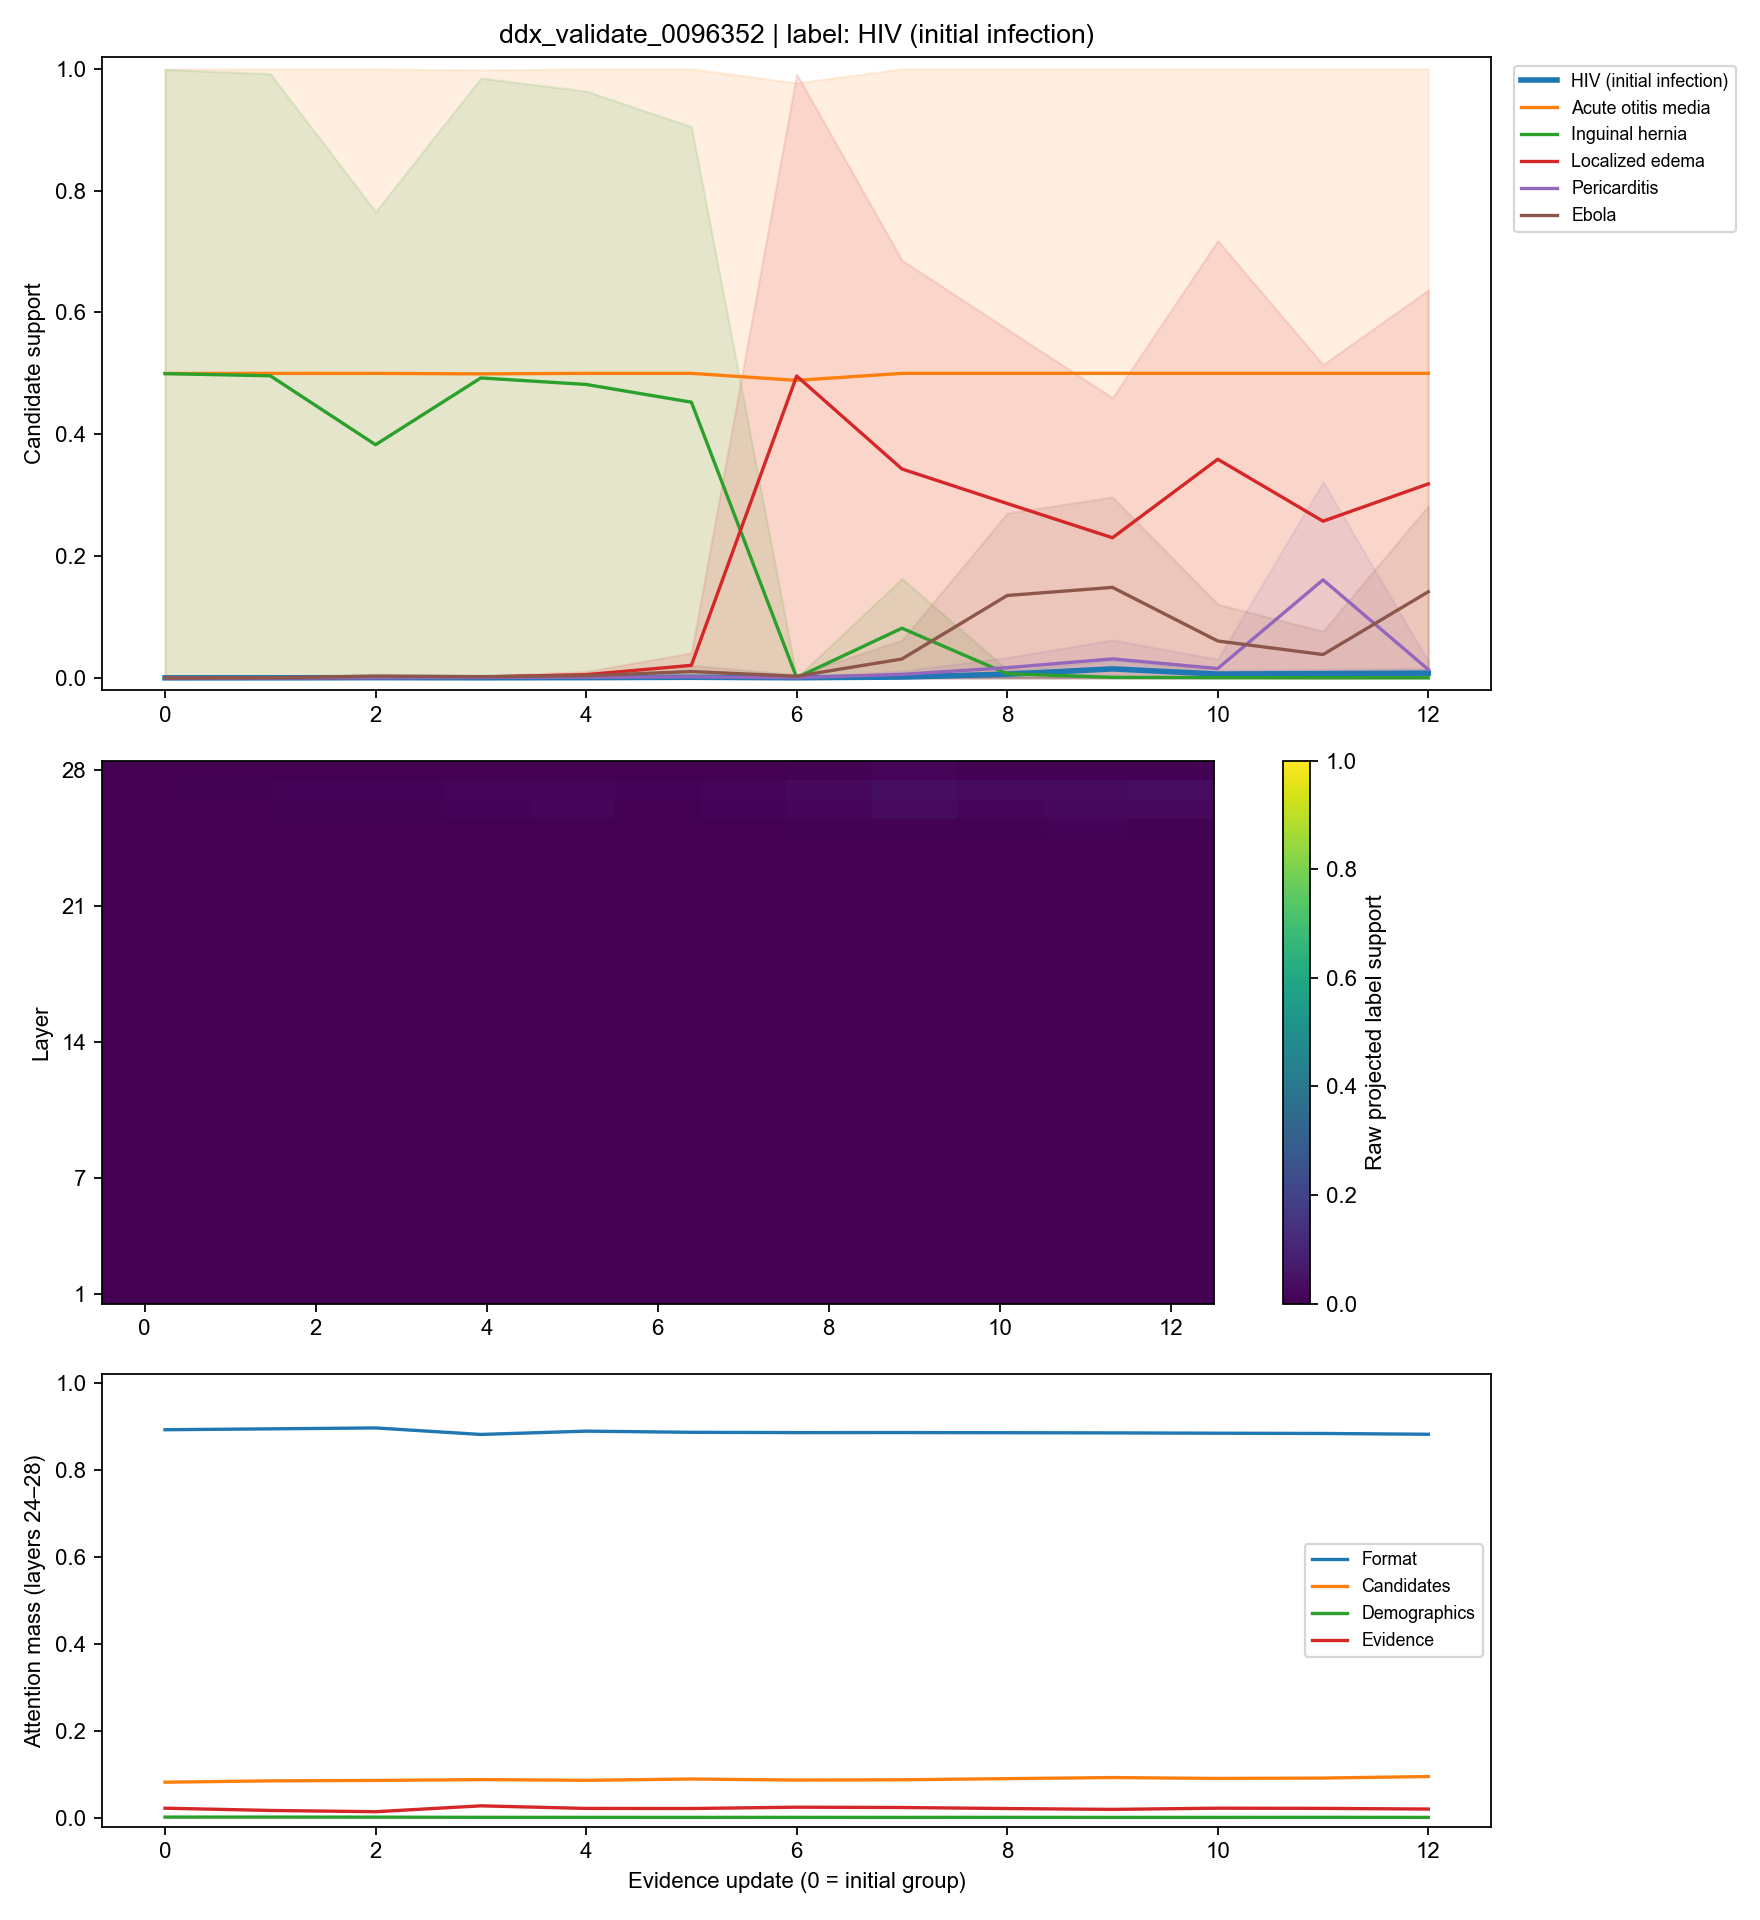 ddx_validate_0096352 | label: HIV (initial infection)
Candidate support
1.0
0.8
0.6
0.4
0.2
0.0
0 2 4 6 8 10 12
HIV (initial infection)
Acute otitis media
Inguinal hernia
Localized edema
Pericarditis
Ebola
Layer
28
21
14
7
1
0 2 4 6 8 10 12
1.0
0.8
0.6
0.4
0.2
0.0
Raw projected label support
Attention mass (layers 24–28)
1.0
0.8
0.6
0.4
0.2
0.0
Format
Candidates
Demographics
Evidence
0 2 4 6 8 10 12
Evidence update (0 = initial group)